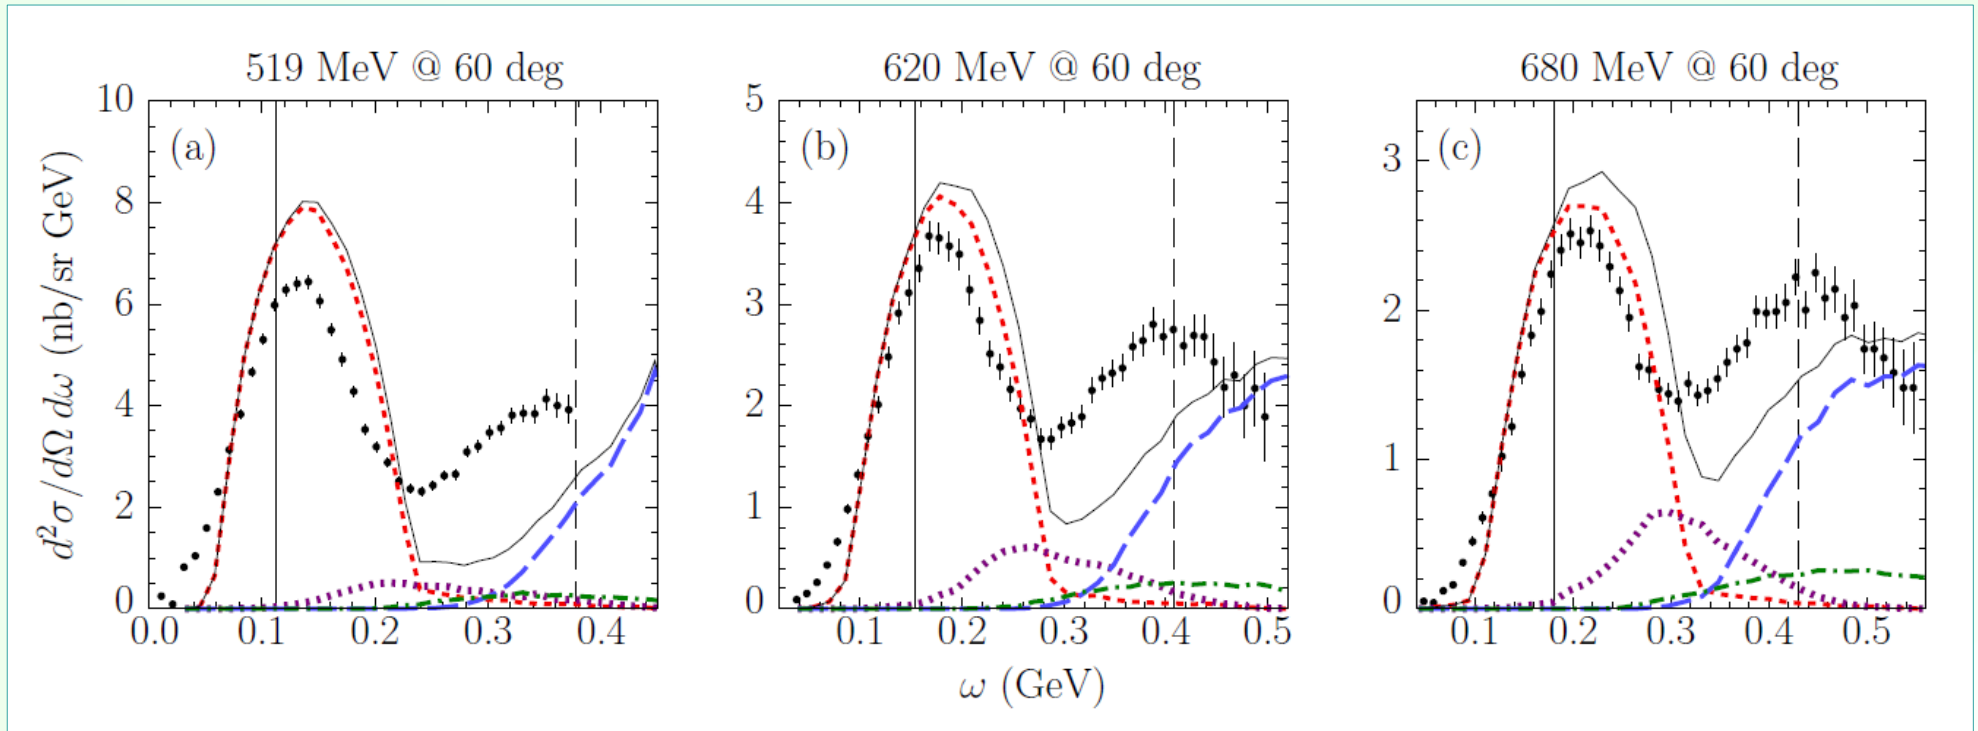 519 MeV @ 60 deg
620 MeV @ 60 deg
680 MeV @ 60 deg
(a)
(b)
(c)
d²σ/dΩ dω (nb/sr GeV)
10
8
6
4
2
0
0.0 0.1 0.2 0.3 0.4
5
4
3
2
1
0
0.1 0.2 0.3 0.4 0.5
3
2
1
0
0.1 0.2 0.3 0.4 0.5
ω (GeV)